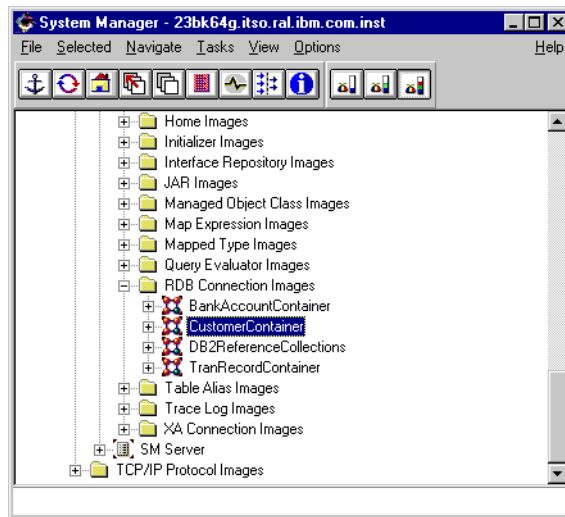 System Manager - 23bk64g.itso.ral.ibm.com.inst
File Selected Navigate Tasks View Options Help
Home Images
Initializer Images
Interface Repository Images
JAR Images
Managed Object Class Images
Map Expression Images
Mapped Type Images
Query Evaluator Images
RDB Connection Images
BankAccountContainer
CustomerContainer
DB2ReferenceCollections
TranRecordContainer
Table Alias Images
Trace Log Images
XA Connection Images
SM Server
TCP/IP Protocol Images